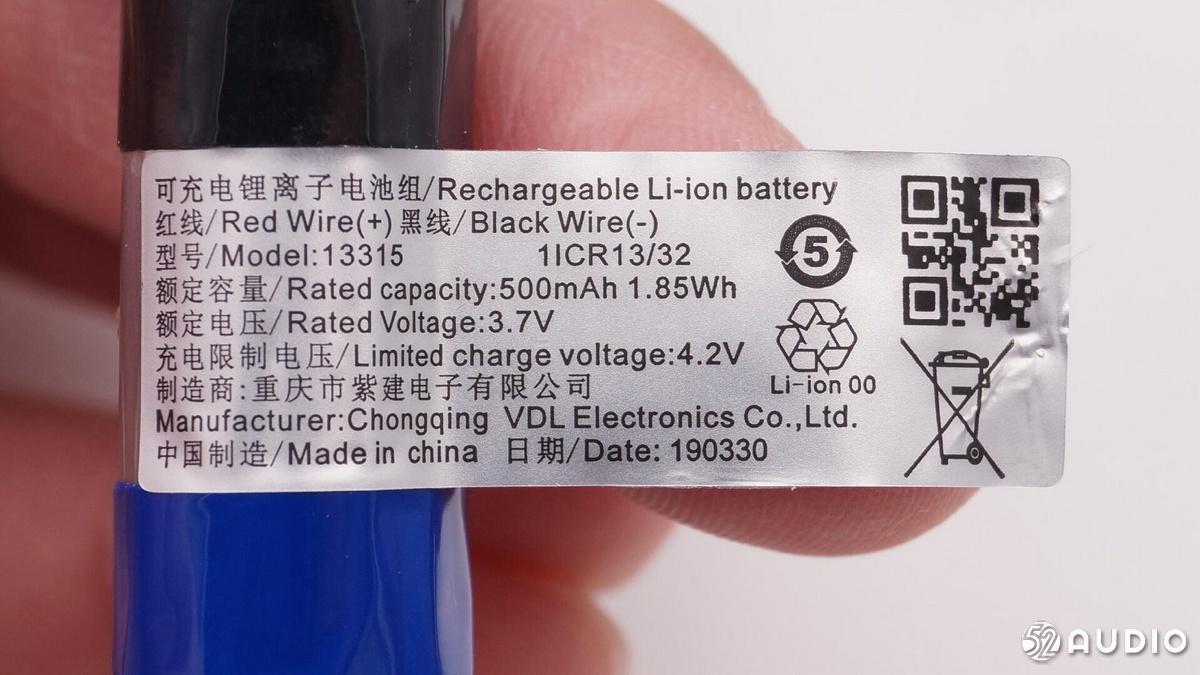 可充电锂离子电池组/Rechargeable Li-ion battery
红线/Red Wire(+) 黑线/Black Wire(-)
型号/Model:13315 1ICR13/32
额定容量/Rated capacity:500mAh 1.85Wh
额定电压/Rated Voltage:3.7V
充电限制电压/Limited charge voltage:4.2V
制造商:重庆市紫建电子有限公司
Manufacturer:Chongqing VDL Electronics Co.,Ltd.
中国制造/Made in china 日期/Date: 190330
5
Li-ion 00
52 AUDIO